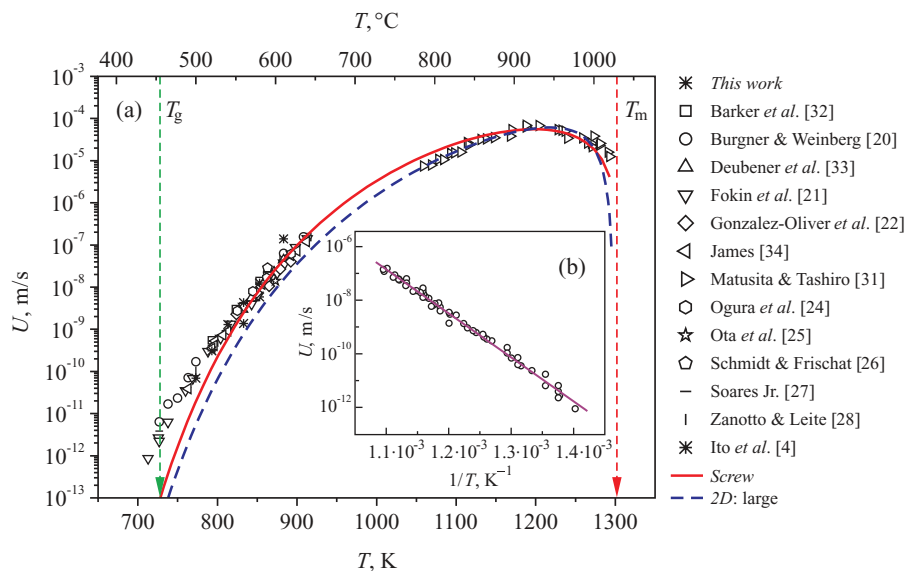 T, °C
400 450 500 550 600 650 700 750 800 850 900 950 1000
10⁻³
10⁻⁴
10⁻⁵
10⁻⁶
10⁻⁷
10⁻⁸
10⁻⁹
10⁻¹⁰
10⁻¹¹
10⁻¹²
10⁻¹³
U, m/s
(a)
Tg
Tm
700 800 900 1000 1100 1200 1300
T, K
(b)
10⁻⁶
10⁻⁸
10⁻¹⁰
10⁻¹²
U, m/s
1.1·10⁻³ 1.2·10⁻³ 1.3·10⁻³ 1.4·10⁻³
1/T, K⁻¹
This work
Barker et al. [32]
Burgner & Weinberg [20]
Deubener et al. [33]
Fokin et al. [21]
Gonzalez-Oliver et al. [22]
James [34]
Matusita & Tashiro [31]
Ogura et al. [24]
Ota et al. [25]
Schmidt & Frischat [26]
Soares Jr. [27]
Zanotto & Leite [28]
Ito et al. [4]
Screw
2D: large